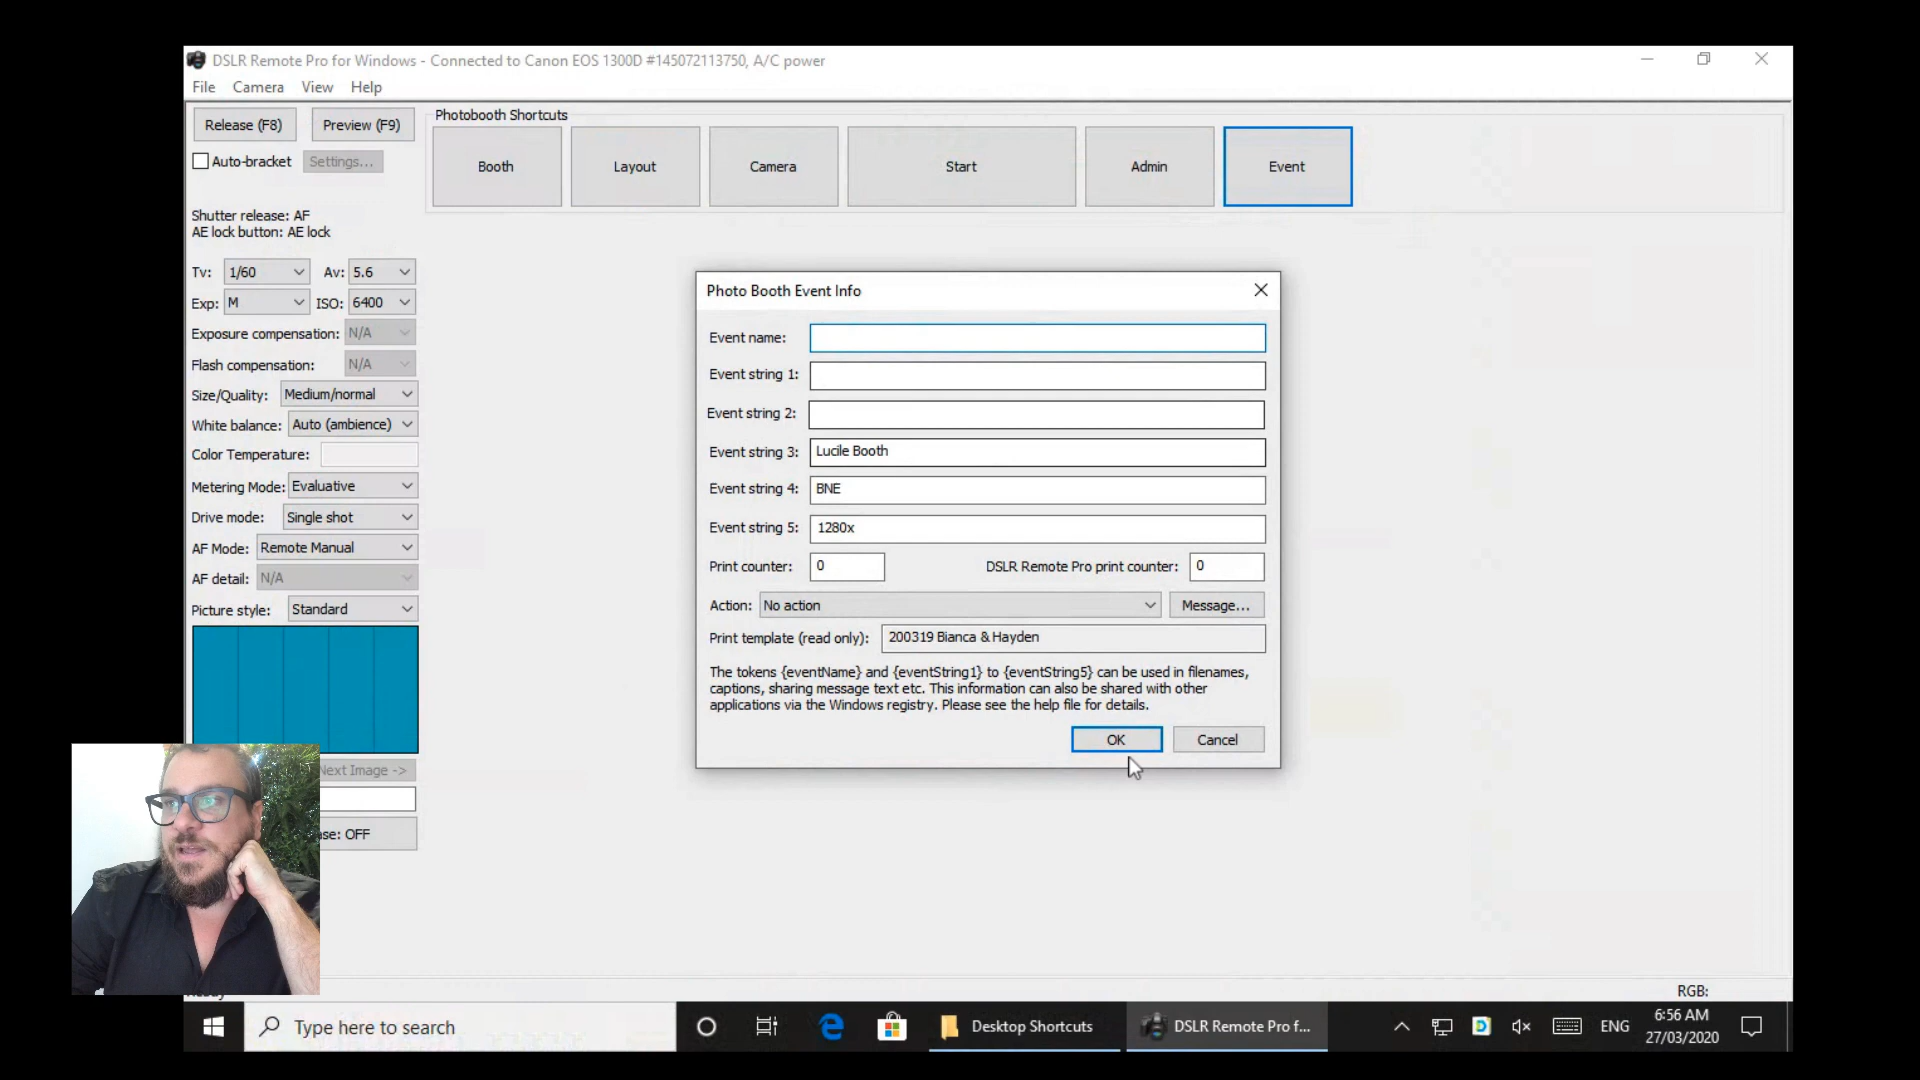 DSLR Remote Pro for Windows - Connected to Canon EOS 1300D #145072113750, A/C power
File Camera View Help
Release (F8) Preview (F9)
Photobooth Shortcuts
Booth Layout Camera Start Admin Event
Auto-bracket Settings...
Shutter release: AF
AE lock button: AE lock
Tv: 1/60 Av: 5.6
Exp: M ISO: 6400
Exposure compensation: N/A
Flash compensation: N/A
Size/Quality: Medium/normal
White balance: Auto (ambience)
Color Temperature:
Metering Mode: Evaluative
Drive mode: Single shot
AF Mode: Remote Manual
AF detail: N/A
Picture style: Standard
Next Image ->
OFF
Photo Booth Event Info
Event name:
Event string 1:
Event string 2:
Event string 3: Lucile Booth
Event string 4: BNE
Event string 5: 1280x
Print counter: 0 DSLR Remote Pro print counter: 0
Action: No action Message...
Print template (read only): 200319 Bianca & Hayden
The tokens {eventName} and {eventString1} to {eventString5} can be used in filenames,
captions, sharing message text etc. This information can also be shared with other
applications via the Windows registry. Please see the help file for details.
OK Cancel
RGB:
Type here to search
Desktop Shortcuts
DSLR Remote Pro f...
ENG
6:56 AM
27/03/2020